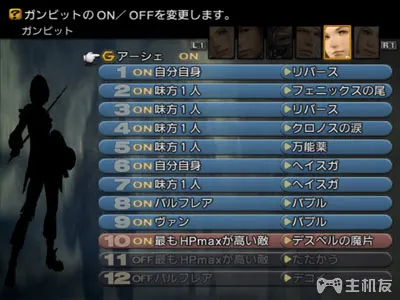 ガンビットのON／OFFを変更します。
ガンビット
L1
R1
G アーシェ ON
1 ON 自分自身 リバース
2 ON 味方1人 フェニックスの尾
3 ON 味方1人 リバース
4 ON 味方1人 クロノスの涙
5 ON 味方1人 万能薬
6 ON 自分自身 ヘイスガ
7 ON 味方1人 ヘイスガ
8 ON バルフレア バブル
9 ON ヴァン バブル
10 ON 最もHPmaxが高い敵 デスペルの魔片
11 OFF 最もHPmaxが高い敵 たたかう
12 OFF バルフレア デコ
主机友